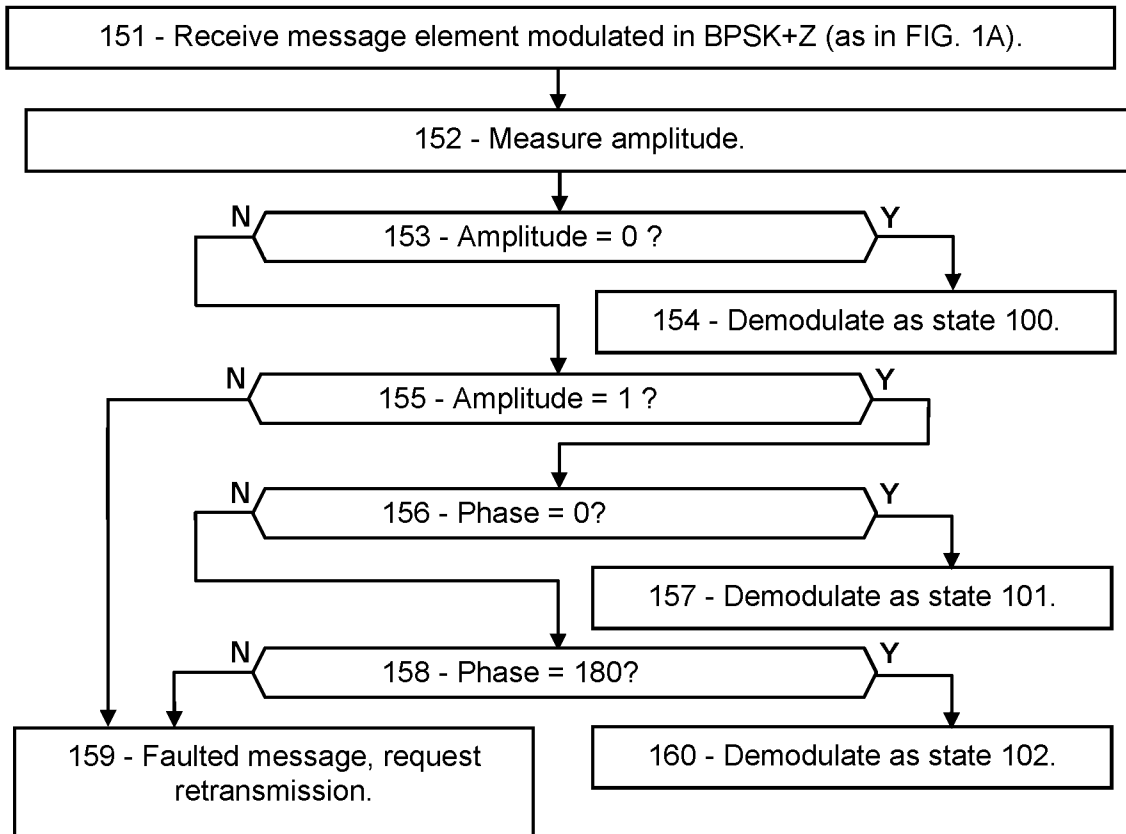 151 - Receive message element modulated in BPSK+Z (as in FIG. 1A).
152 - Measure amplitude.
N
Y
153 - Amplitude = 0 ?
154 - Demodulate as state 100.
N
Y
155 - Amplitude = 1 ?
N
Y
156 - Phase = 0?
157 - Demodulate as state 101.
N
Y
158 - Phase = 180?
159 - Faulted message, request
retransmission.
160 - Demodulate as state 102.